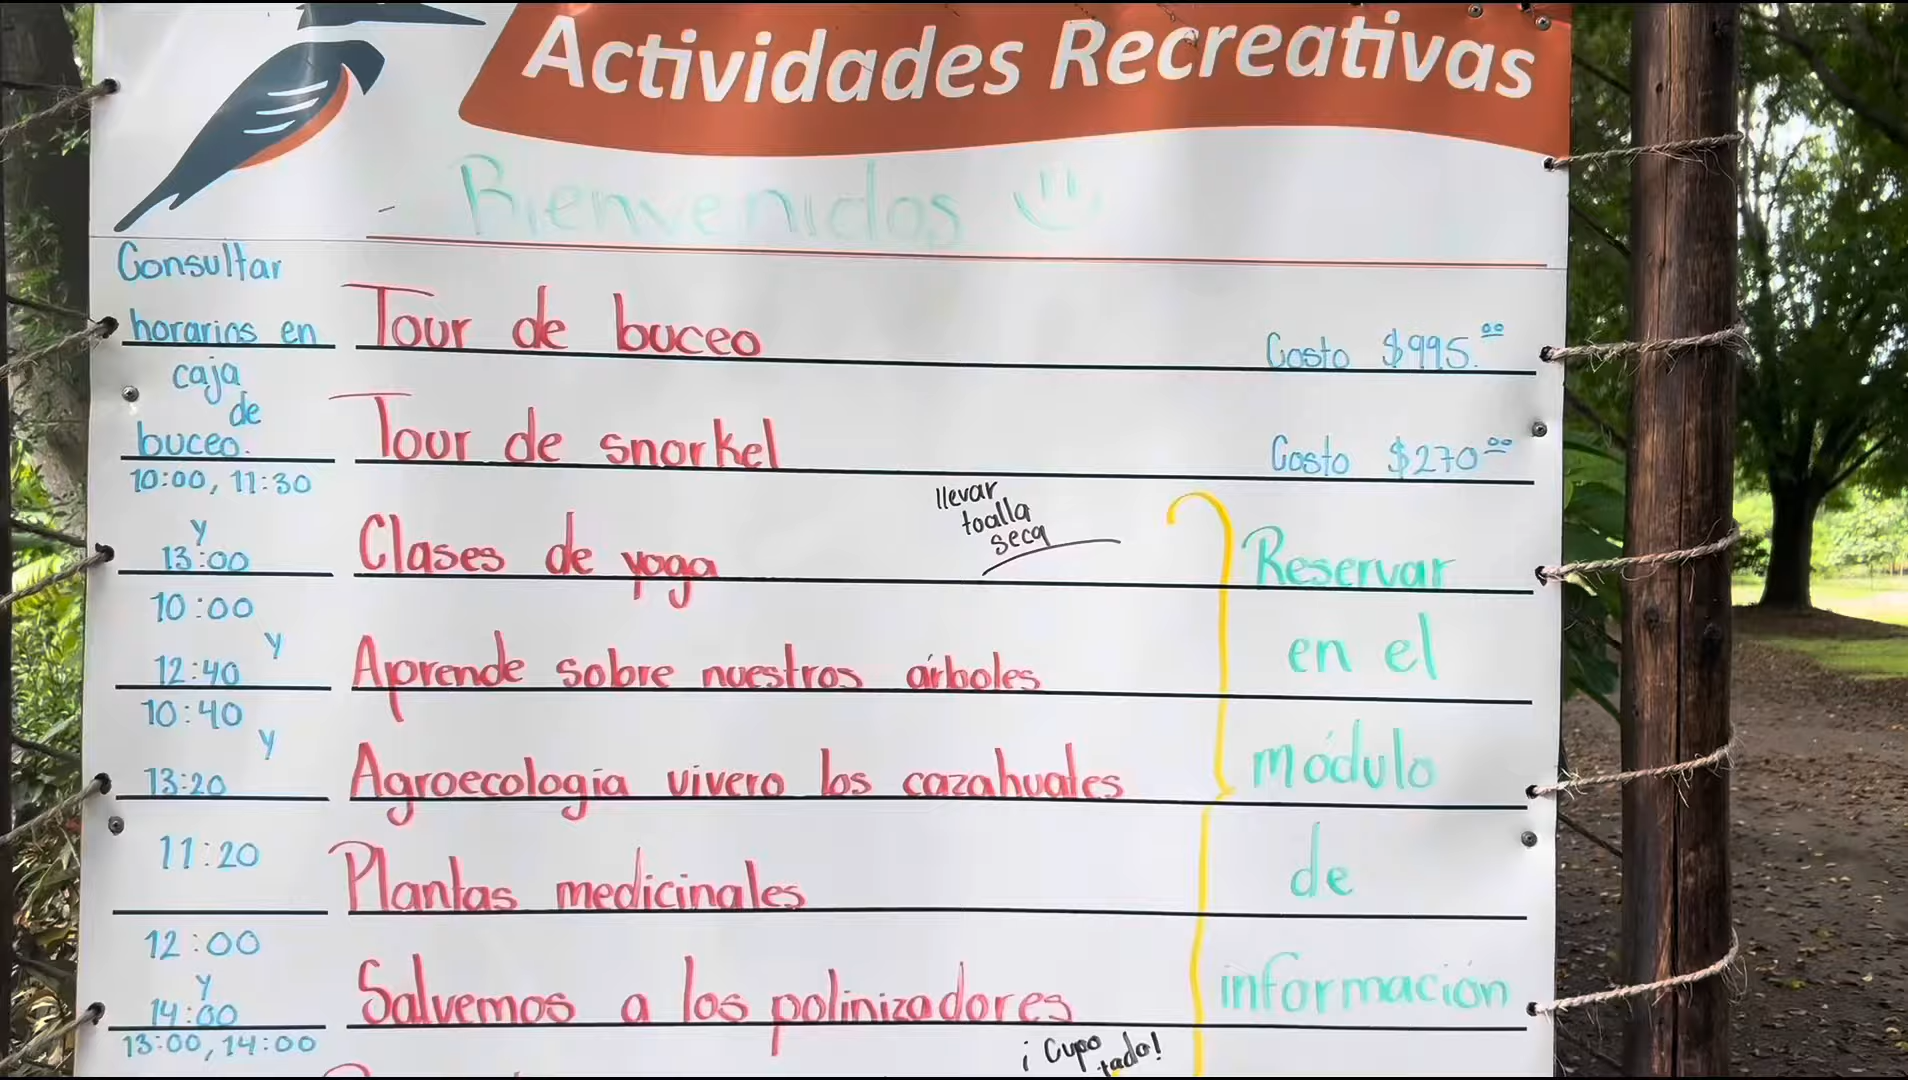 Actividades Recreativas
Bienvenidos
Consultar
horarios en
caja
de
buceo.
Tour de buceo
Costo $995.00
Tour de snorkel
Costo $270.00
10:00, 11:30
y
13:00
Clases de yoga
llevar
toalla
seca
10:00
y
12:40
Aprende sobre nuestros árboles
10:40
y
13:20
Agroecología vivero los cazahuates
11:20
Plantas medicinales
12:00
y
14:00
Salvemos a los polinizadores
Reservar
en el
módulo
de
información
13:00, 14:00
¡Cupo